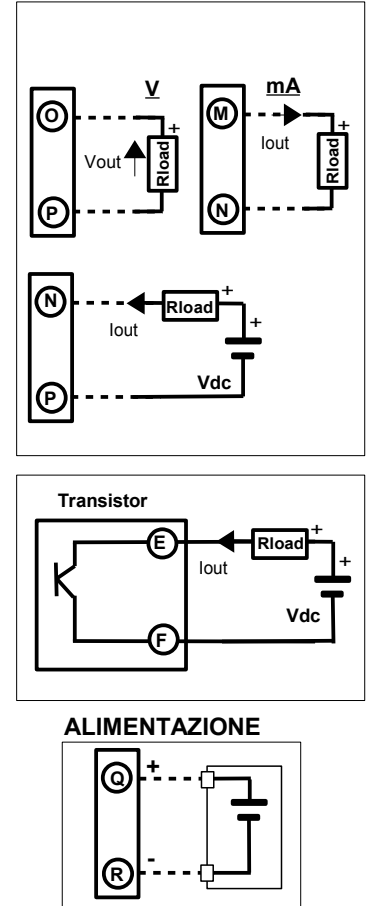 V
mA
O
+
Vout
Rload
P
M
+
Iout
Rload
N
N
+
Rload
+
Iout
Vdc
P
Transistor
E
+
Rload
Iout
+
Vdc
F
ALIMENTAZIONE
Q
+
-
R